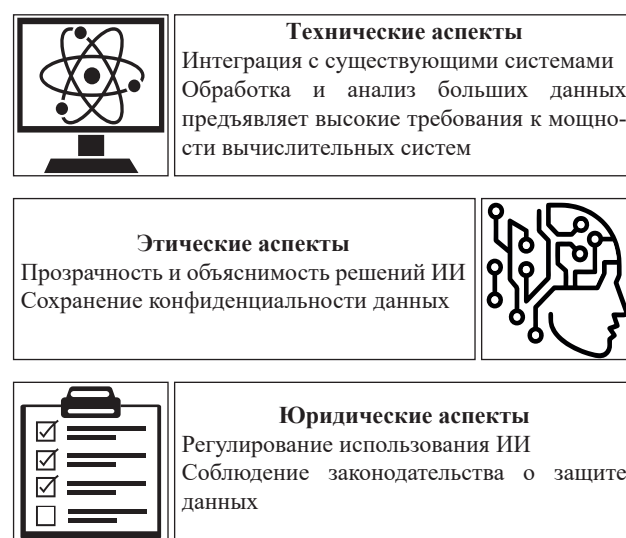 Технические аспекты
Интеграция с существующими системами
Обработка и анализ больших данных
предъявляет высокие требования к мощно-
сти вычислительных систем
Этические аспекты
Прозрачность и объяснимость решений ИИ
Сохранение конфиденциальности данных
Юридические аспекты
Регулирование использования ИИ
Соблюдение законодательства о защите
данных